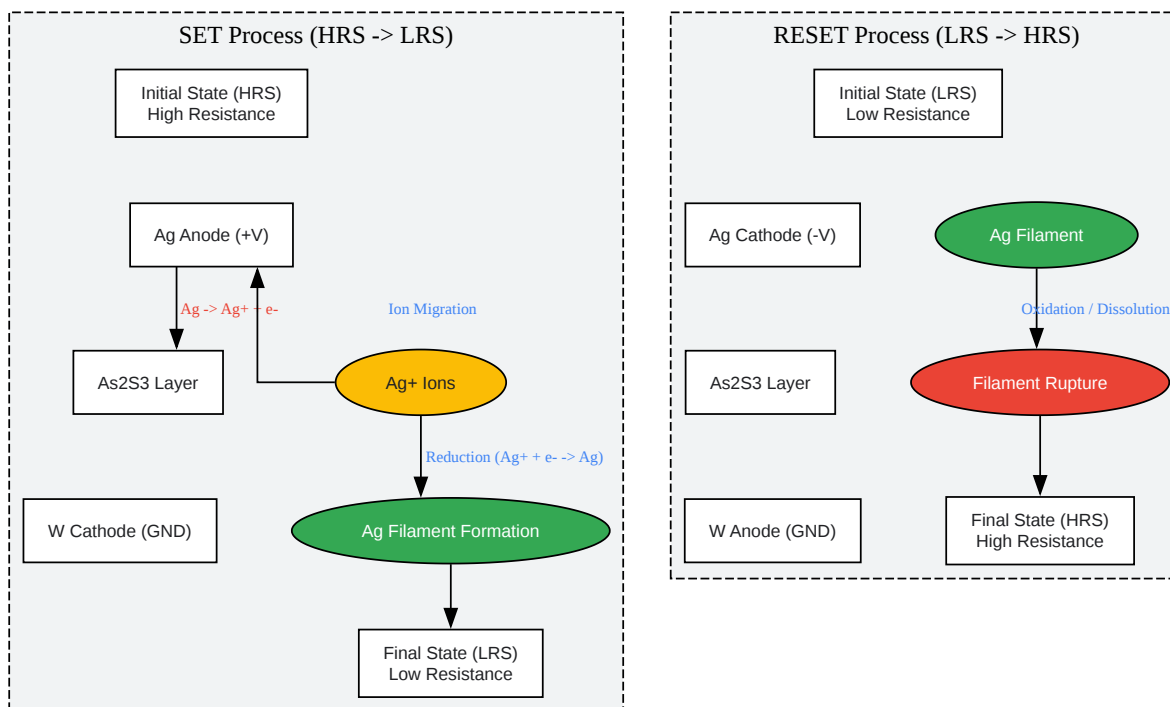 SET Process (HRS -> LRS)
Initial State (HRS)
High Resistance
Ag Anode (+V)
Ag -> Ag+ + e-
Ion Migration
As2S3 Layer
Ag+ Ions
Reduction (Ag+ + e- -> Ag)
W Cathode (GND)
Ag Filament Formation
Final State (LRS)
Low Resistance
RESET Process (LRS -> HRS)
Initial State (LRS)
Low Resistance
Ag Cathode (-V)
Ag Filament
Oxidation / Dissolution
As2S3 Layer
Filament Rupture
W Anode (GND)
Final State (HRS)
High Resistance